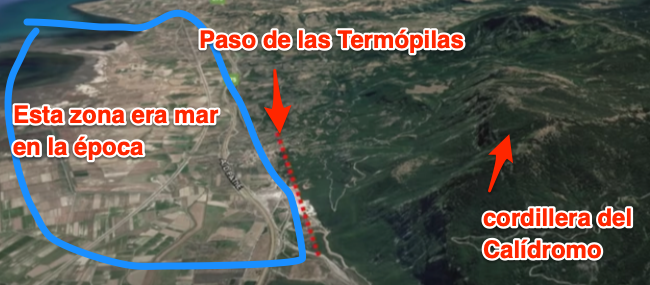 Paso de las Termópilas
Esta zona era mar
en la época
cordillera del
Calídromo